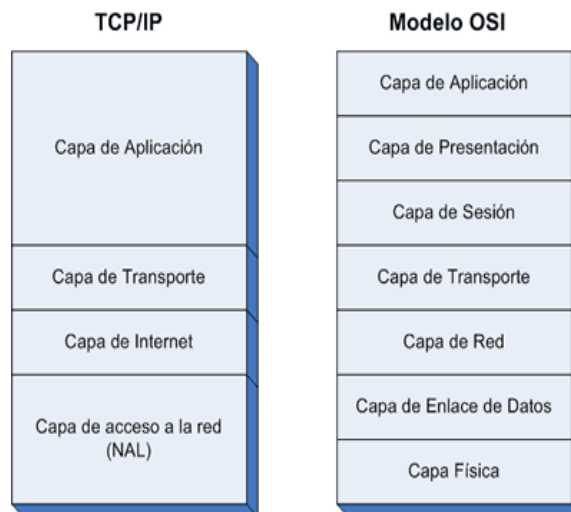 TCP/IP
Capa de Aplicación
Capa de Transporte
Capa de Internet
Capa de acceso a la red
(NAL)
Modelo OSI
Capa de Aplicación
Capa de Presentación
Capa de Sesión
Capa de Transporte
Capa de Red
Capa de Enlace de Datos
Capa Física